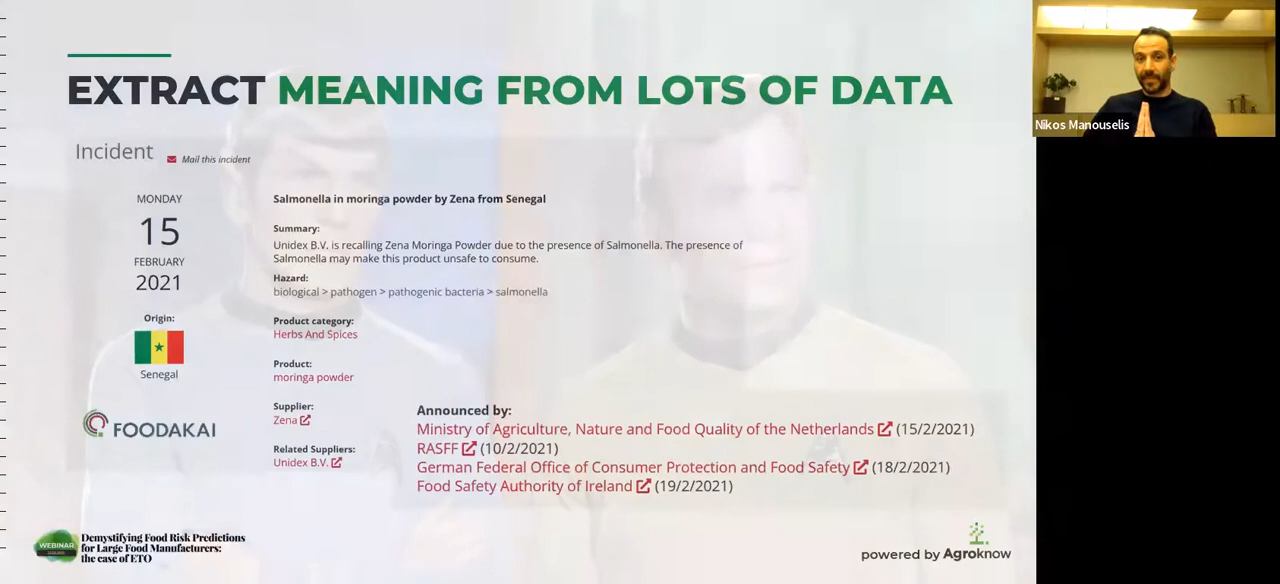 EXTRACT MEANING FROM LOTS OF DATA
Nikos Manouselis
Incident
Mail this incident
MONDAY
15
FEBRUARY
2021
Origin:
Senegal
FOODAKAI
Salmonella in moringa powder by Zena from Senegal
Summary:
Unidex B.V. is recalling Zena Moringa Powder due to the presence of Salmonella. The presence of
Salmonella may make this product unsafe to consume.
Hazard:
biological > pathogen > pathogenic bacteria > salmonella
Product category:
Herbs And Spices
Product:
moringa powder
Supplier:
Zena
Related Suppliers:
Unidex B.V.
Announced by:
Ministry of Agriculture, Nature and Food Quality of the Netherlands (15/2/2021)
RASFF (10/2/2021)
German Federal Office of Consumer Protection and Food Safety (18/2/2021)
Food Safety Authority of Ireland (19/2/2021)
WEBINAR
Demystifying Food Risk Predictions
for Large Food Manufacturers:
the case of ETO
powered by Agroknow